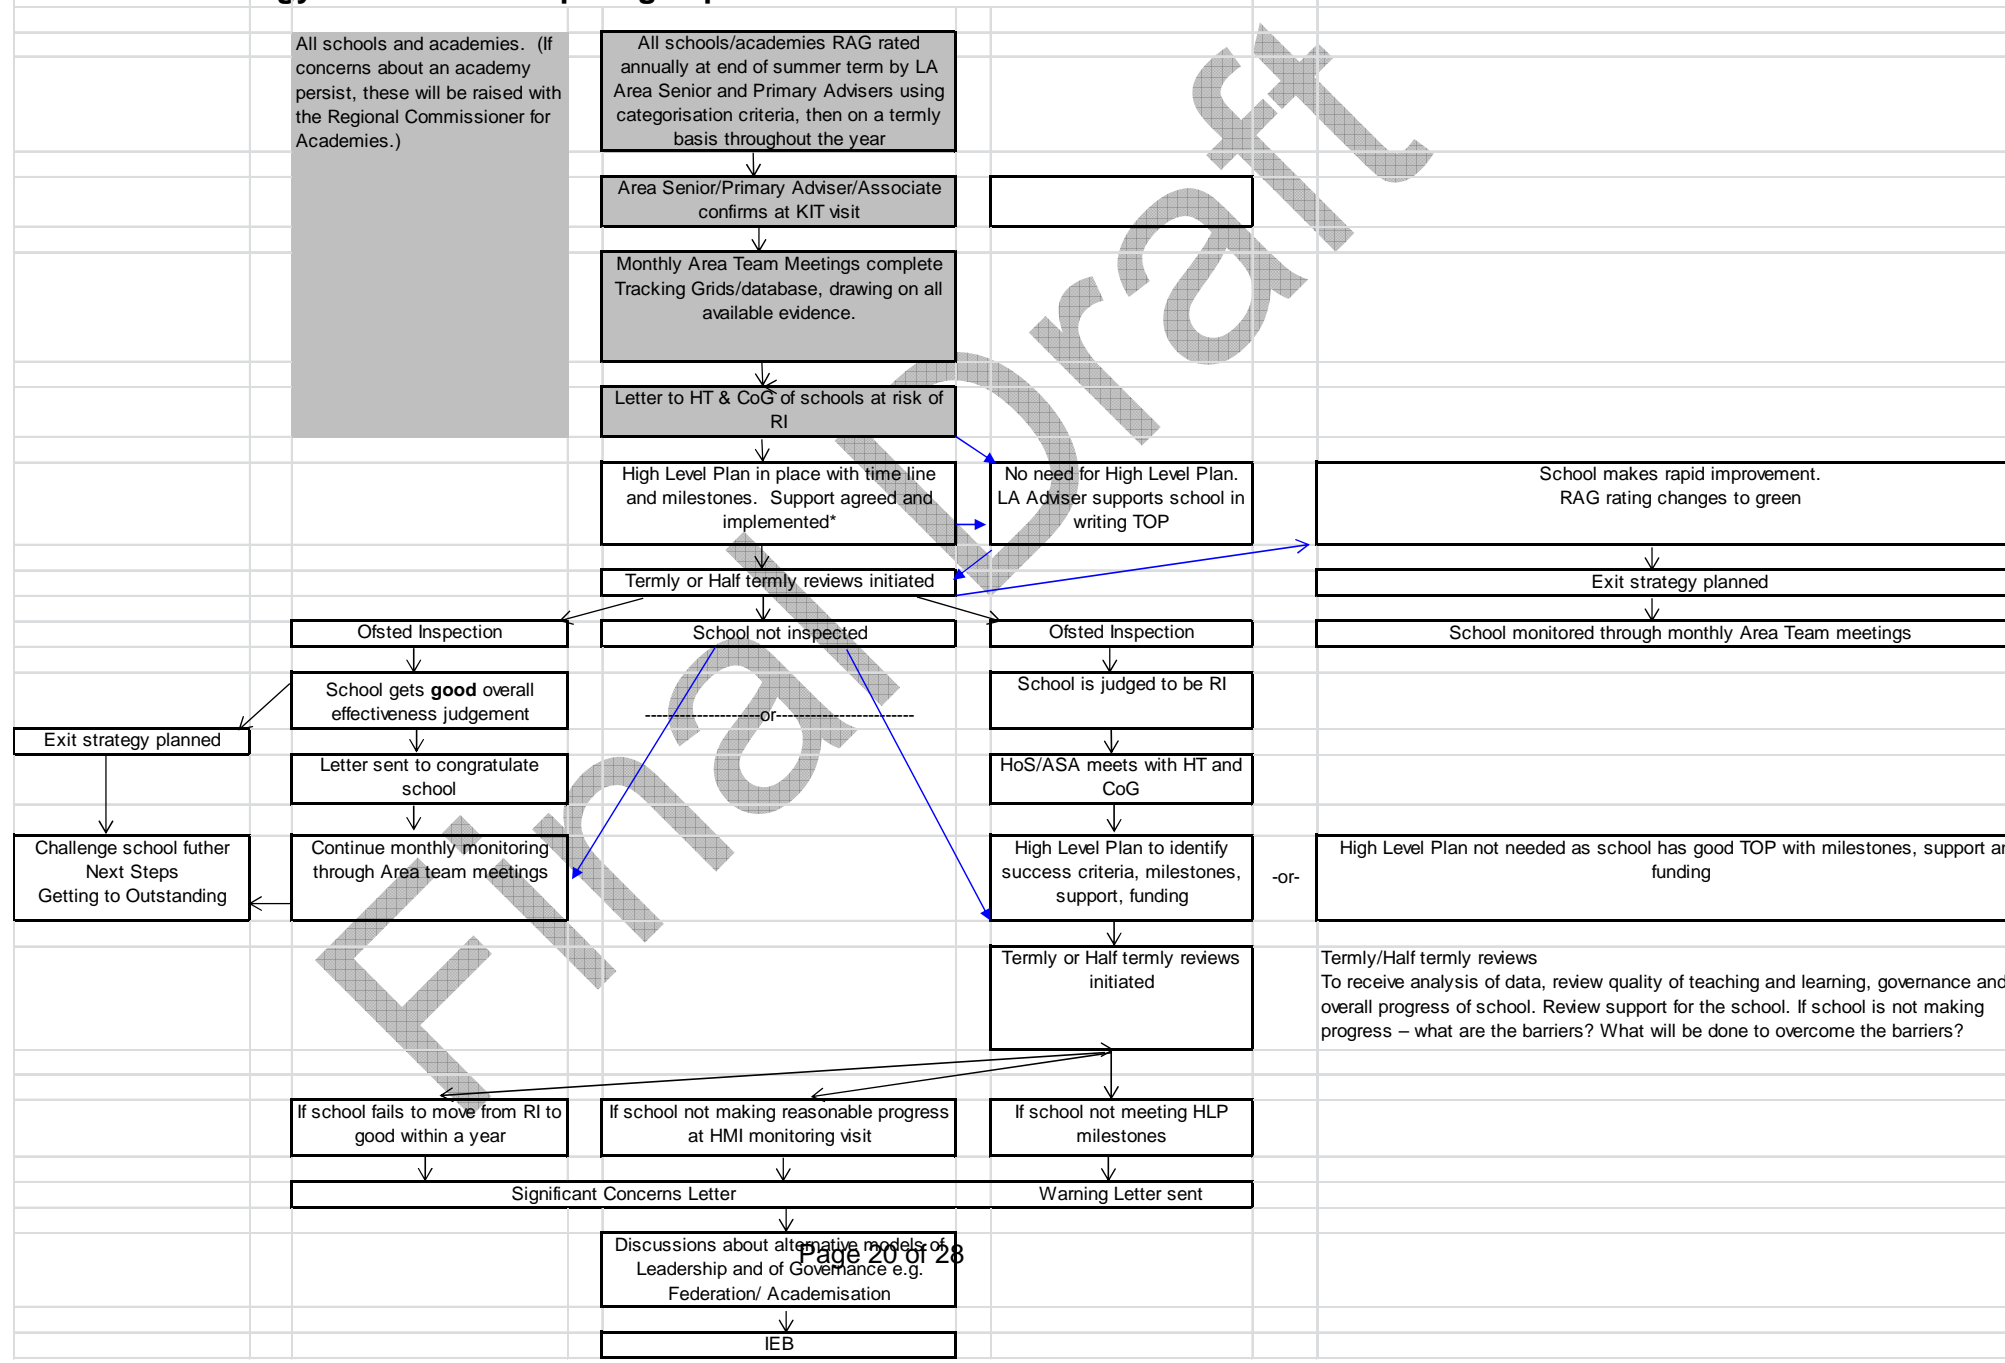 All schools and academies. (If
concerns about an academy
persist, these will be raised with
the Regional Commissioner for
Academies.)
All schools/academies RAG rated
annually at end of summer term by LA
Area Senior and Primary Advisers using
categorisation criteria, then on a termly
basis throughout the year
Area Senior/Primary Adviser/Associate
confirms at KIT visit
Monthly Area Team Meetings complete
Tracking Grids/database, drawing on all
available evidence.
Letter to HT & CoG of schools at risk of
RI
High Level Plan in place with time line
and milestones. Support agreed and
implemented*
No need for High Level Plan.
LA Adviser supports school in
writing TOP
School makes rapid improvement.
RAG rating changes to green
Termly or Half termly reviews initiated
Exit strategy planned
Ofsted Inspection
School not inspected
Ofsted Inspection
School monitored through monthly Area Team meetings
School gets good overall
effectiveness judgement
School is judged to be RI
-or-
Exit strategy planned
Letter sent to congratulate
school
HoS/ASA meets with HT and
CoG
Challenge school futher
Next Steps
Getting to Outstanding
Continue monthly monitoring
through Area team meetings
High Level Plan to identify
success criteria, milestones,
support, funding
-or-
High Level Plan not needed as school has good TOP with milestones, support
funding
Termly or Half termly reviews
initiated
Termly/Half termly reviews
To receive analysis of data, review quality of teaching and learning, governance and
overall progress of school. Review support for the school. If school is not making
progress – what are the barriers? What will be done to overcome the barriers?
If school fails to move from RI to
good within a year
If school not making reasonable progress
at HMI monitoring visit
If school not meeting HLP
milestones
Significant Concerns Letter
Warning Letter sent
Discussions about alternative models of
Leadership and of Governance e.g.
Federation/ Academisation
Page 20 of 28
IEB
Final Draft